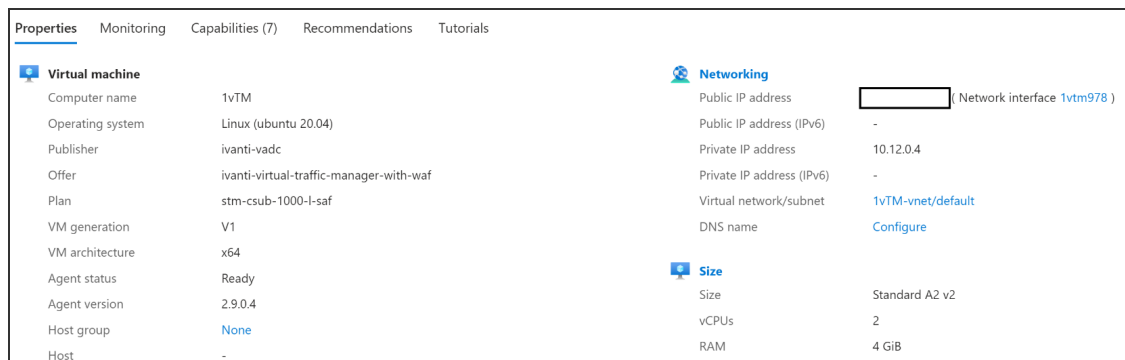 Properties Monitoring Capabilities (7) Recommendations Tutorials
Virtual machine
Computer name 1vTM
Operating system Linux (ubuntu 20.04)
Publisher ivanti-vadc
Offer ivanti-virtual-traffic-manager-with-waf
Plan stm-csub-1000-l-saf
VM generation V1
VM architecture x64
Agent status Ready
Agent version 2.9.0.4
Host group None
Host -
Networking
Public IP address ( Network interface 1vtm978 )
Public IP address (IPv6) -
Private IP address 10.12.0.4
Private IP address (IPv6) -
Virtual network/subnet 1vTM-vnet/default
DNS name Configure
Size
Size Standard A2 v2
vCPUs 2
RAM 4 GiB